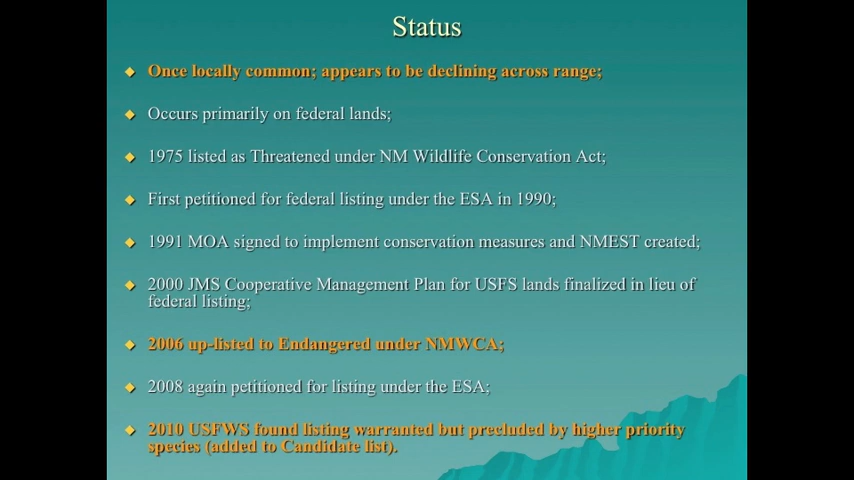 Status
Once locally common; appears to be declining across range;
Occurs primarily on federal lands;
1975 listed as Threatened under NM Wildlife Conservation Act;
First petitioned for federal listing under the ESA in 1990;
1991 MOA signed to implement conservation measures and NMEST created;
2000 JMS Cooperative Management Plan for USFS lands finalized in lieu of
federal listing;
2006 up-listed to Endangered under NMWCA;
2008 again petitioned for listing under the ESA;
2010 USFWS found listing warranted but precluded by higher priority
species (added to Candidate list).